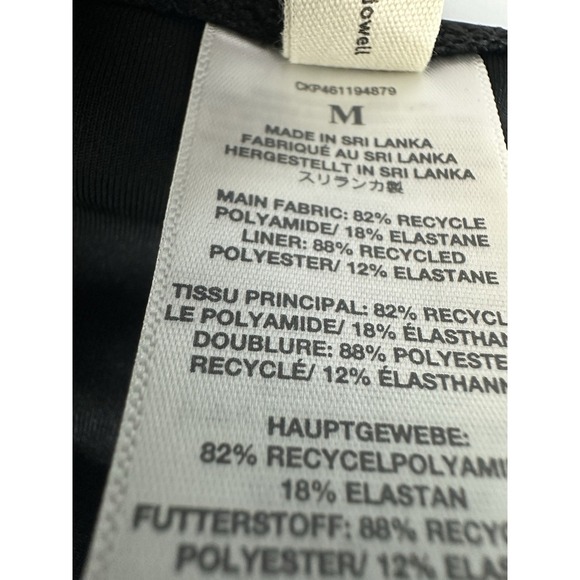 CKP461194879
M
MADE IN SRI LANKA
FABRIQUÉ AU SRI LANKA
HERGESTELLT IN SRI LANKA
スリランカ製
MAIN FABRIC: 82% RECYCLE
POLYAMIDE/ 18% ELASTANE
LINER: 88% RECYCLED
POLYESTER/ 12% ELASTANE
TISSU PRINCIPAL: 82% RECYCL
LE POLYAMIDE/ 18% ÉLASTHAN
DOUBLURE: 88% POLYESTE
RECYCLÉ/ 12% ÉLASTHANN
HAUPTGEWEBE:
82% RECYCELPOLYAMI
18% ELASTAN
FUTTERSTOFF: 88% RECYC
POLYESTER/ 12% ELAS